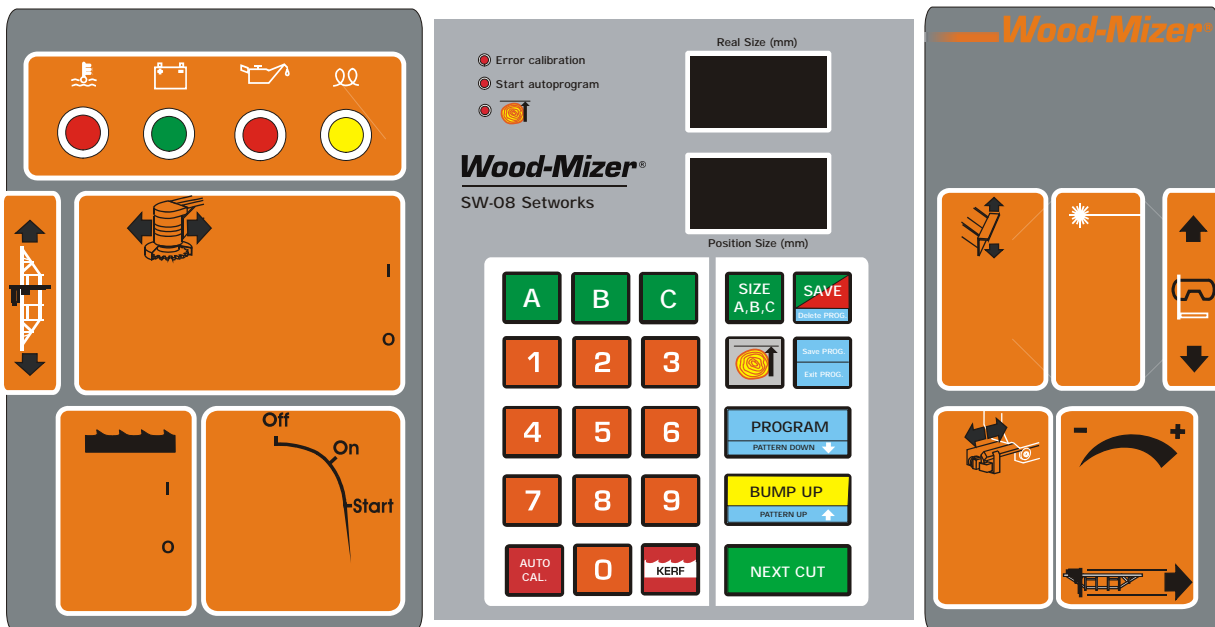 I
O
I
O
Off
On
Start
Error calibration
Start autoprogram
Real Size (mm)
Wood-Mizer®
SW-08 Setworks
Position Size (mm)
A B C
1 2 3
4 5 6
7 8 9
AUTO
CAL.
0
KERF
SIZE
A,B,C
SAVE
Delete PROG.
Save PROG.
Exit PROG.
PROGRAM
PATTERN DOWN
BUMP UP
PATTERN UP
NEXT CUT
Wood-Mizer®
- +